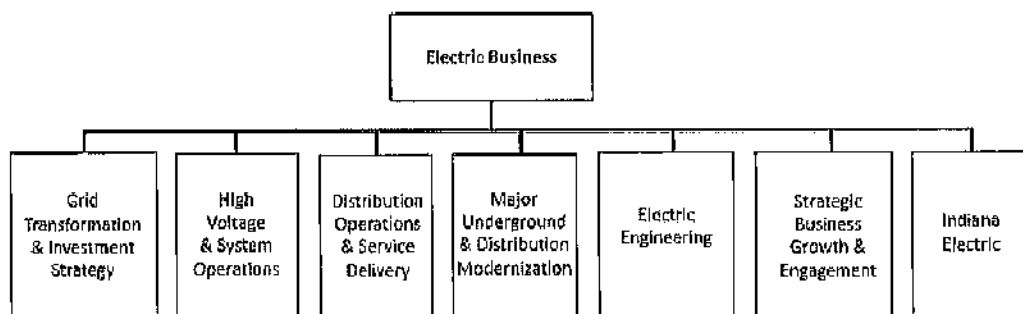 Electric Business
Grid
Transformation
& Investment
Strategy
High
Voltage
& System
Operations
Distribution
Operations
& Service
Delivery
Major
Underground
& Distribution
Modernization
Electric
Engineering
Strategic
Business
Growth &
Engagement
Indiana
Electric